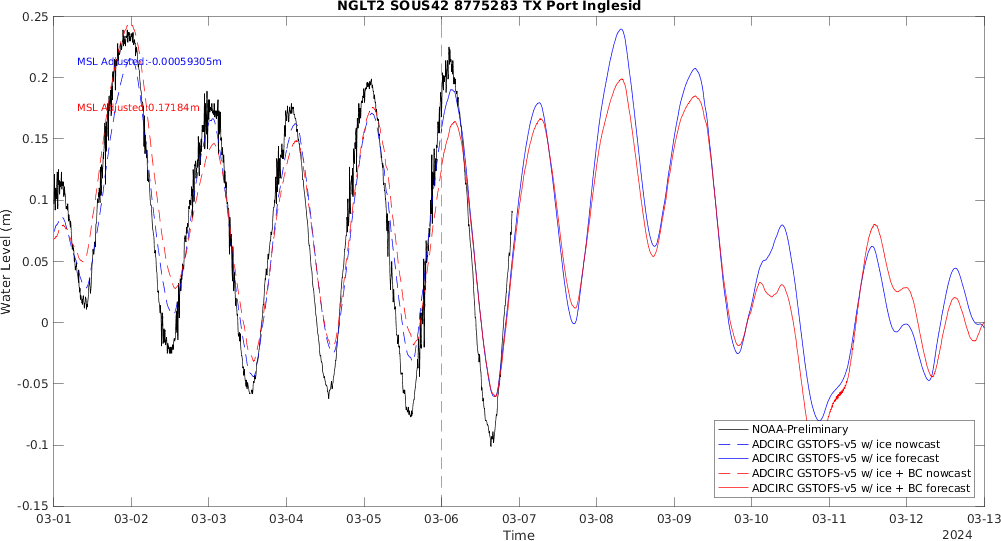 NGLT2 SOUS42 8775283 TX Port Inglesid
0.25
0.2
0.15
0.1
0.05
0
-0.05
-0.1
-0.15
Water Level (m)
MSL Adjusted:-0.00059305m
MSL Adjusted:0.17184m
NOAA-Preliminary
ADCIRC GSTOFS-v5 w/ ice nowcast
ADCIRC GSTOFS-v5 w/ ice forecast
ADCIRC GSTOFS-v5 w/ ice + BC nowcast
ADCIRC GSTOFS-v5 w/ ice + BC forecast
03-01 03-02 03-03 03-04 03-05 03-06 03-07 03-08 03-09 03-10 03-11 03-12 03-13
Time
2024